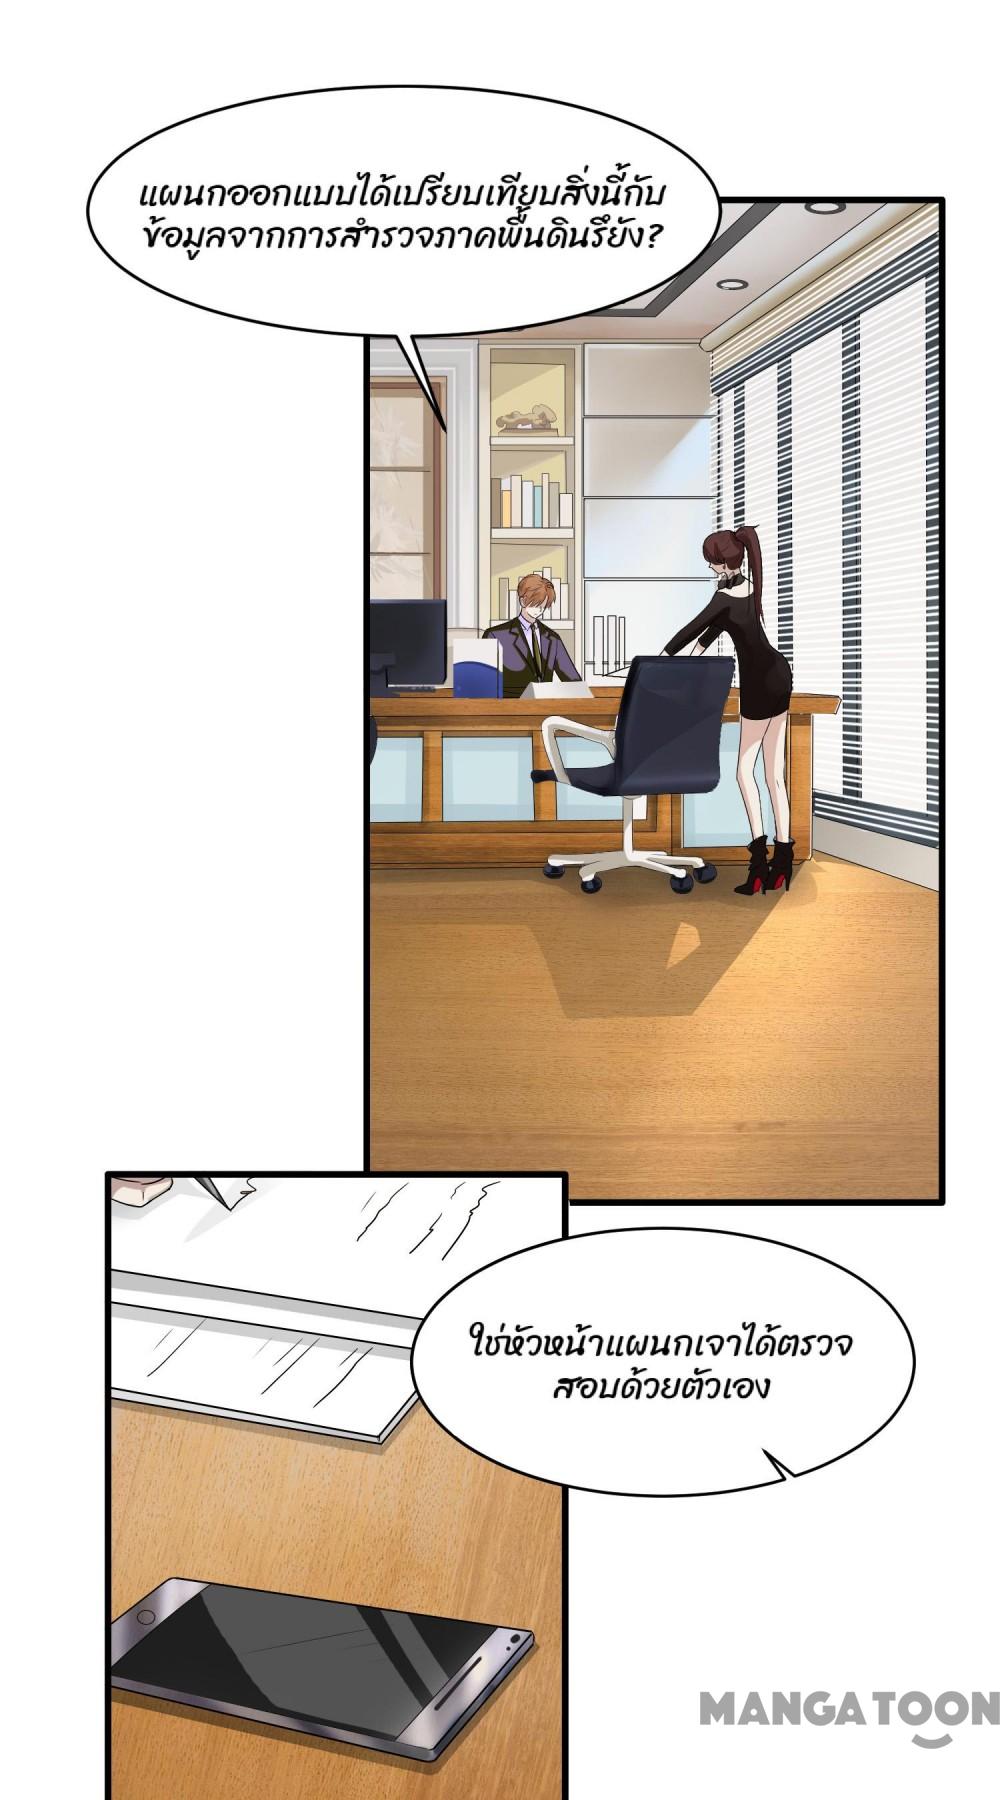 แผนกออกแบบได้เปรียบเทียบสิ่งนี้กับ
ข้อมูลจากการสำรวจภาคพื้นดินรึยัง?
ใช่หัวหน้าแผนกเจาได้ตรวจ
สอบด้วยตัวเอง
MANGATOON